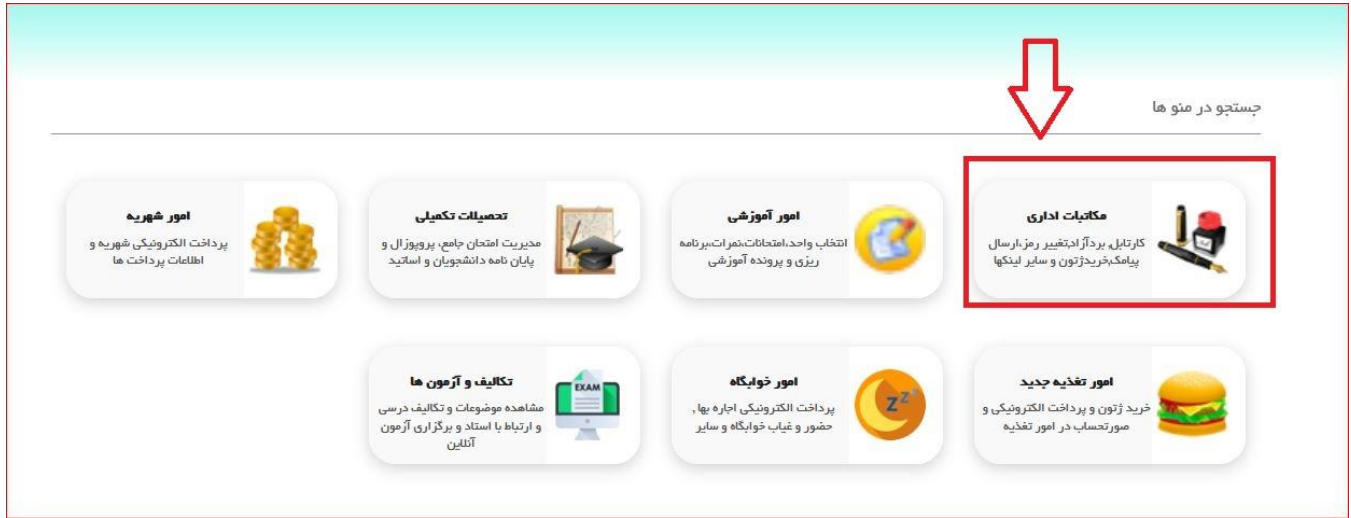 جستجو در منو ها
مکاتبات اداری
کارتابل, بردآزاد,تغییر رمز,ارسال
پیامک,خریدژتون و سایر لینکها
امور آموزشی
انتخاب واحد,امتحانات,نمرات,برنامه
ریزی و پرونده آموزشی
تحصیلات تکمیلی
مدیریت امتحان جامع، پروپوزال و
پایان نامه دانشجویان و اساتید
امور شهریه
پرداخت الکترونیکی شهریه و
اطلاعات پرداخت ها
امور تغذیه جدید
خرید ژتون و پرداخت الکترونیکی و
صورتحساب در امور تغذیه
امور خوابگاه
پرداخت الکترونیکی اجاره بها ,
حضور و غیاب خوابگاه و سایر
تکالیف و آزمون ها
مشاهده موضوعات و تکالیف درسی
و ارتباط با استاد و برگزاری آزمون
آنلاین
EXAM